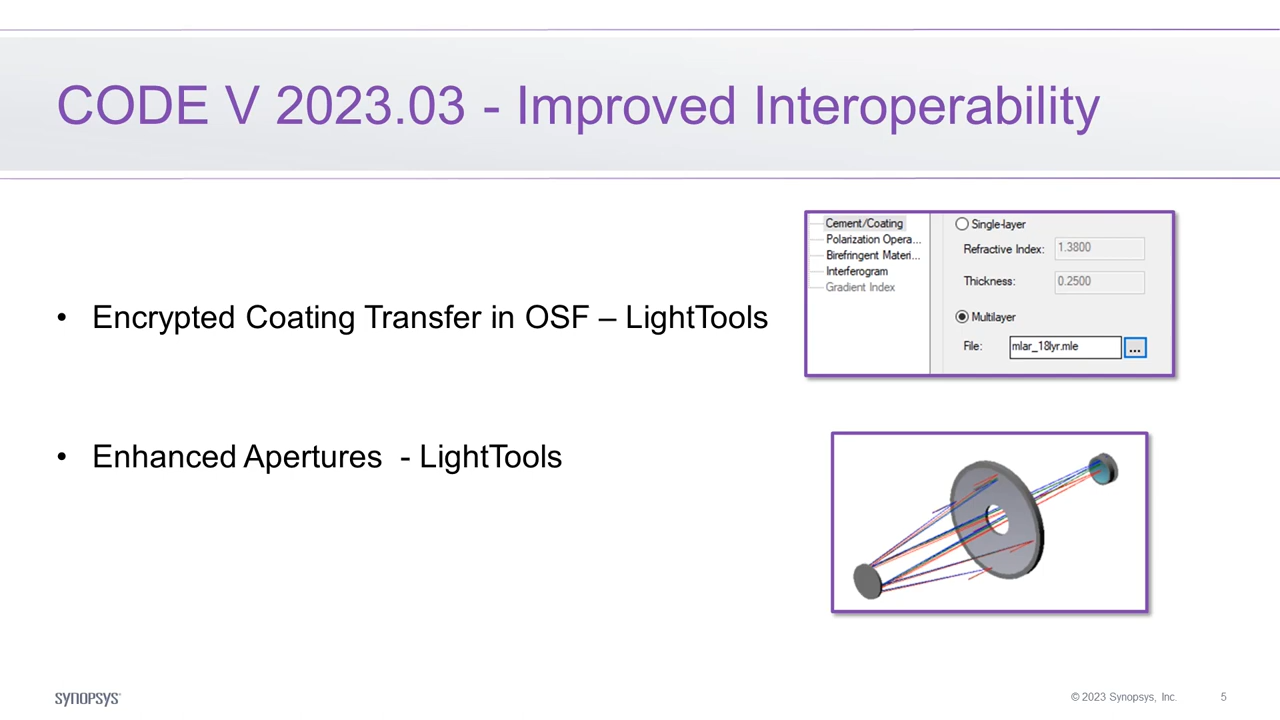 CODE V 2023.03 - Improved Interoperability
• Encrypted Coating Transfer in OSF – LightTools
• Enhanced Apertures - LightTools
Cement/Coating
Polarization Opera...
Birefringent Materi...
Interferogram
Gradient Index
Single-layer
Refractive Index: 1.3800
Thickness: 0.2500
Multilayer
File: mlar_18lyr.mle ...
SYNOPSYS
© 2023 Synopsys, Inc. 5